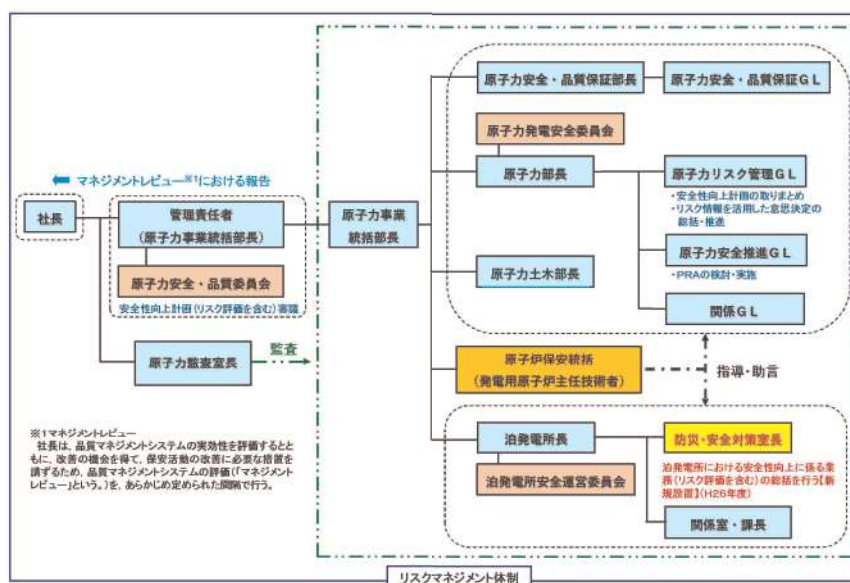 原子力安全・品質保証部長
原子力安全・品質保証GL
原子力発電安全委員会
原子力部長
原子力リスク管理GL
・安全性向上計画の取りまとめ
・リスク情報を活用した意思決定の
総括・推進
マネジメントレビュー※1における報告
社長
管理責任者
(原子力事業統括部長)
原子力事業
統括部長
原子力安全・品質委員会
安全性向上計画(リスク評価を含む)審議
原子力土木部長
原子力安全推進GL
・PRAの検討・実施
関係GL
原子力監査室長
監査
原子炉保安統括
(発電用原子炉主任技術者)
指導・助言
※1マネジメントレビュー
社長は、品質マネジメントシステムの実効性を評価するとと
もに、改善の機会を得て、保安活動の改善に必要な措置を
講ずるため、品質マネジメントシステムの評価(「マネジメント
レビュー」という。)を、あらかじめ定められた間隔で行う。
泊発電所長
防災・安全対策室長
泊発電所における安全性向上に係る業
務(リスク評価を含む)の総括を行う【新
規設置】(H26年度)
泊発電所安全運営委員会
関係室・課長
リスクマネジメント体制